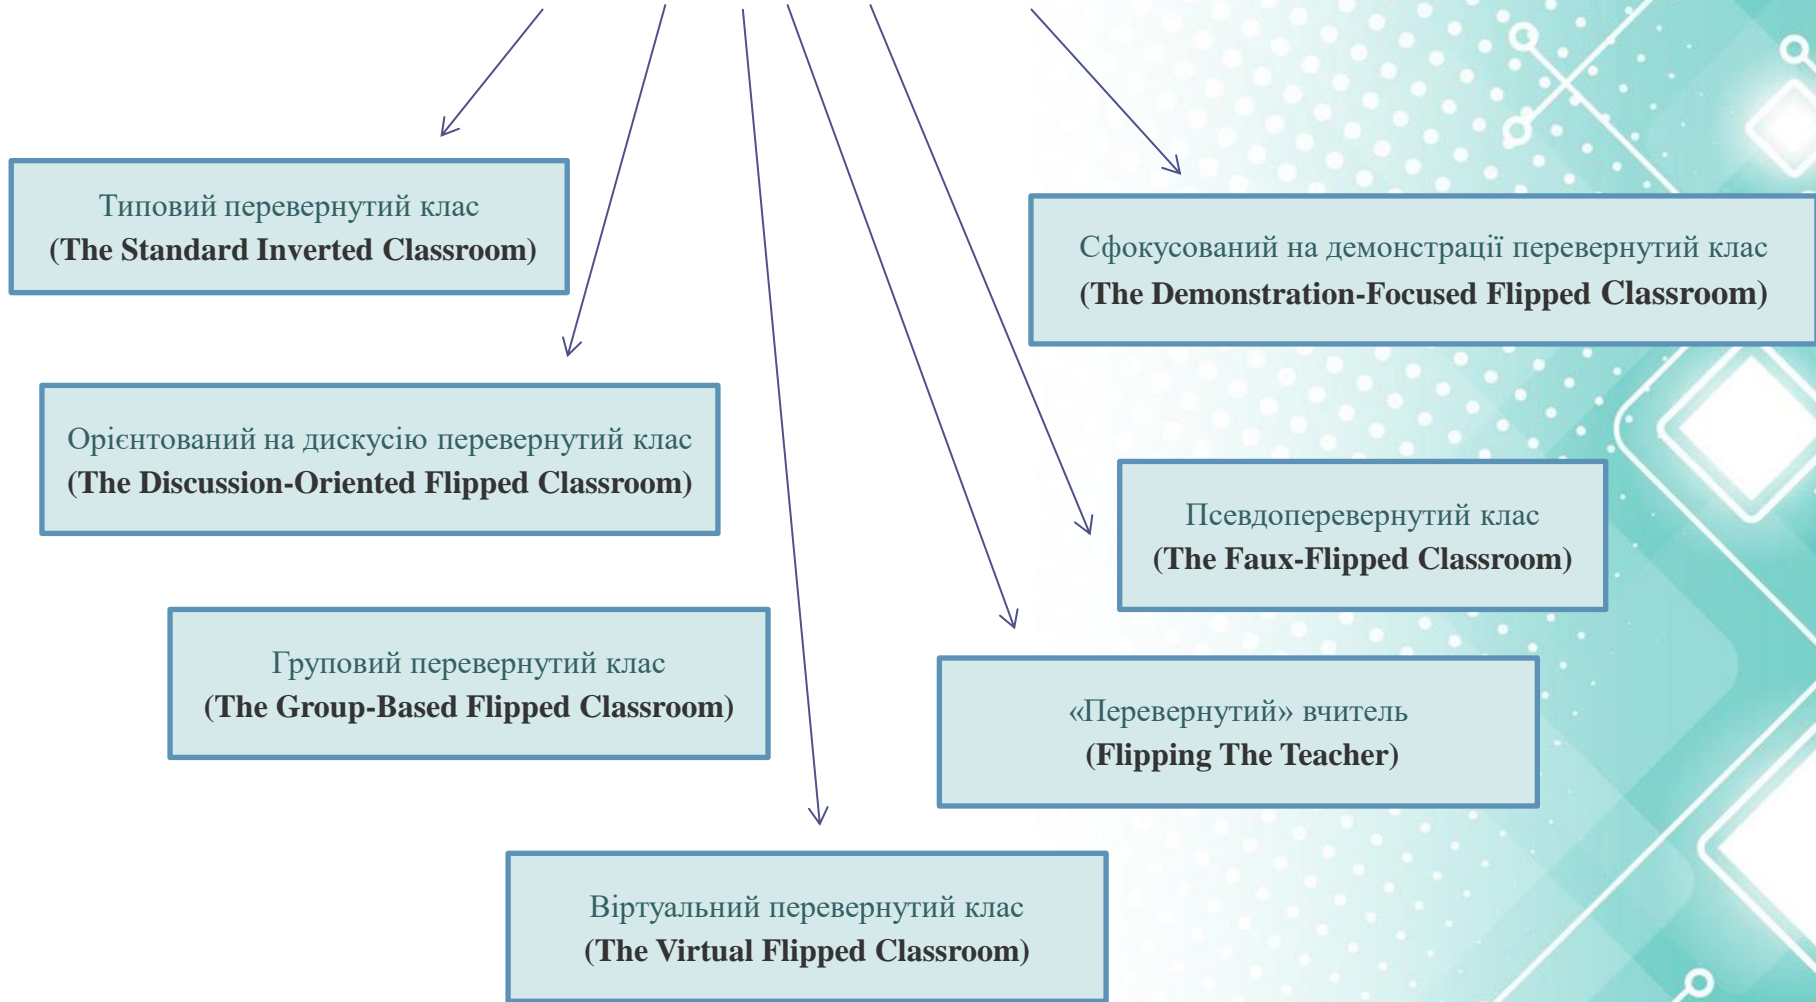 Типовий перевернутий клас
(The Standard Inverted Classroom)
Сфокусований на демонстрації перевернутий клас
(The Demonstration-Focused Flipped Classroom)
Орієнтований на дискусію перевернутий клас
(The Discussion-Oriented Flipped Classroom)
Псевдоперевернутий клас
(The Faux-Flipped Classroom)
Груповий перевернутий клас
(The Group-Based Flipped Classroom)
«Перевернутий» вчитель
(Flipping The Teacher)
Віртуальний перевернутий клас
(The Virtual Flipped Classroom)